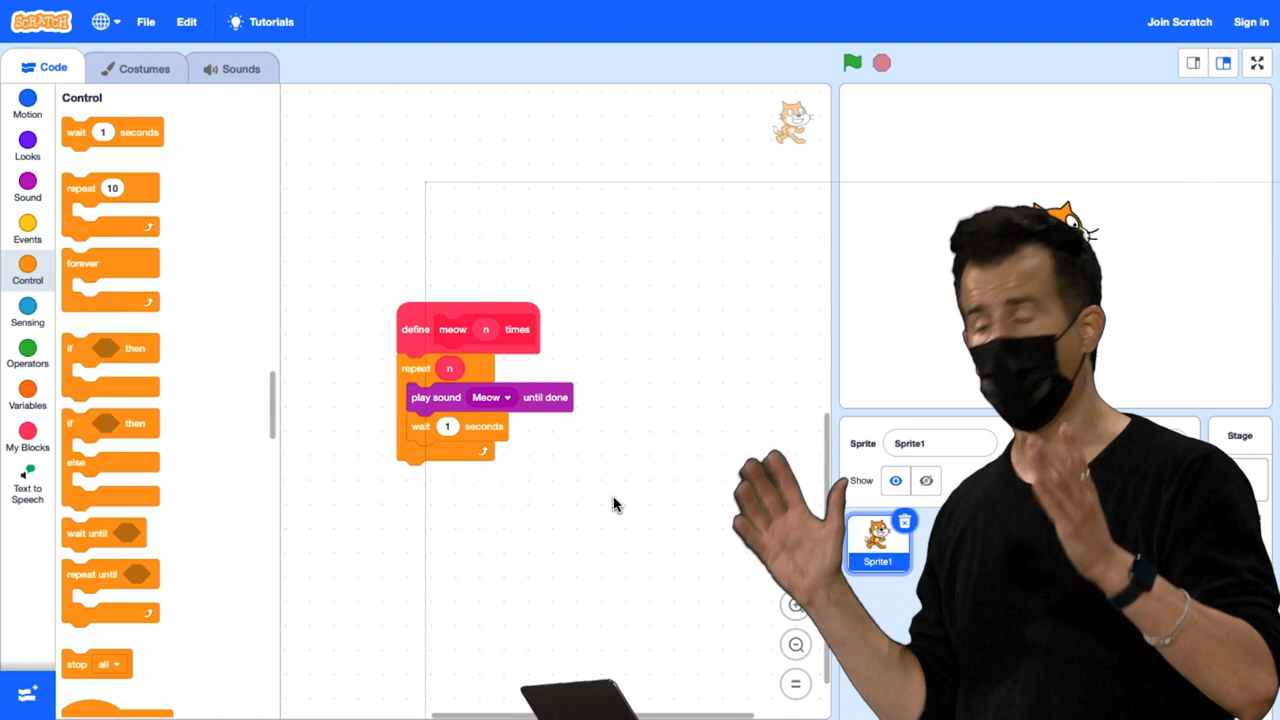 SCRATCH File Edit Tutorials Join Scratch Sign in
Code Costumes Sounds
Motion
Looks
Sound
Events
Control
Sensing
Operators
Variables
My Blocks
Text to
Speech
Control
wait 1 seconds
repeat 10
forever
if then
if then
else
wait until
repeat until
stop all
define meow n times
repeat n
play sound Meow until done
wait 1 seconds
Sprite Sprite1
Show
Sprite1
Stage